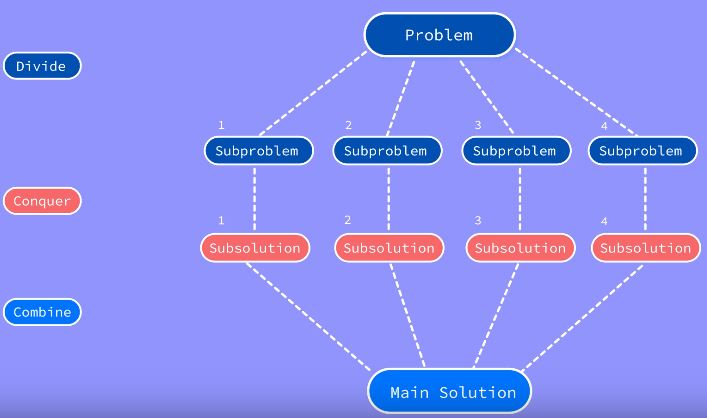 Problem
Divide
1 2 3 4
Subproblem Subproblem Subproblem Subproblem
Conquer
1 2 3 4
Subsolution Subsolution Subsolution Subsolution
Combine
Main Solution